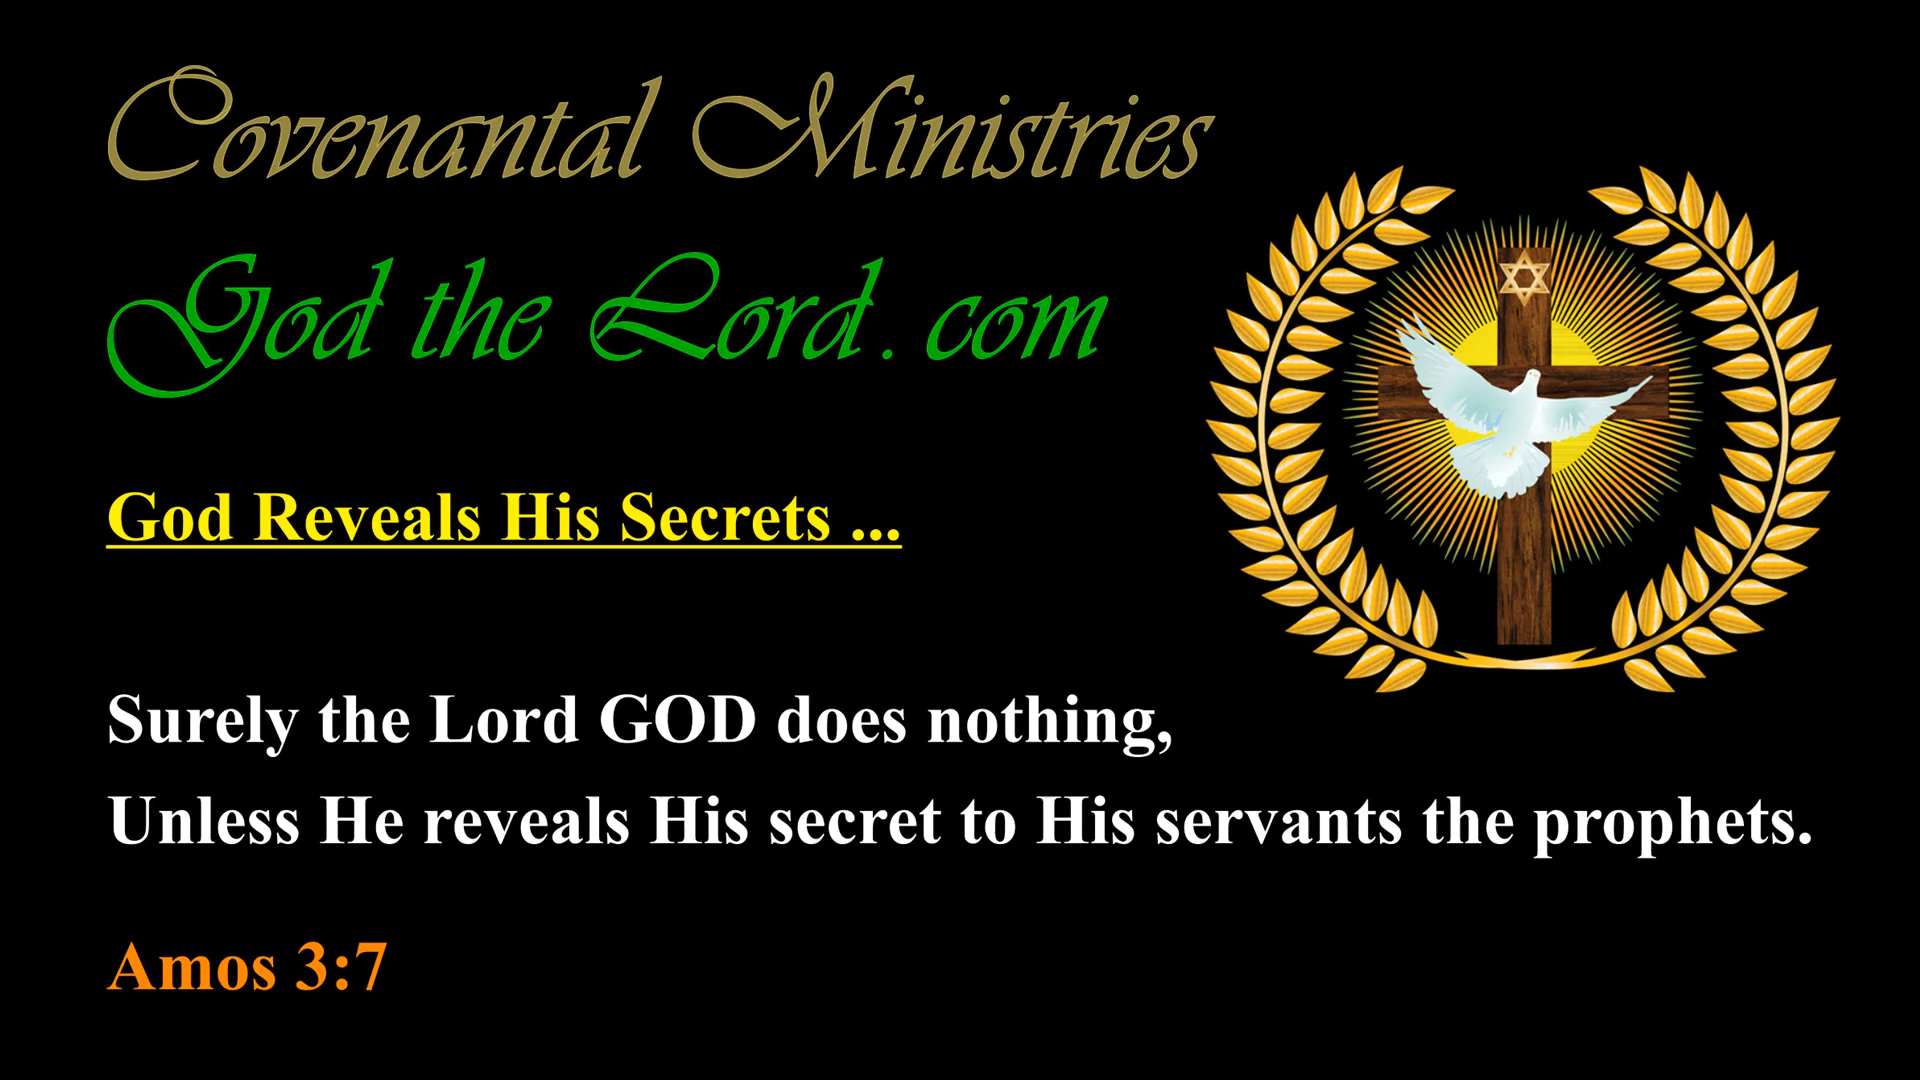 Covenantal Ministries
God the Lord . com
God Reveals His Secrets ...
Surely the Lord GOD does nothing,
Unless He reveals His secret to His servants the prophets.
Amos 3:7